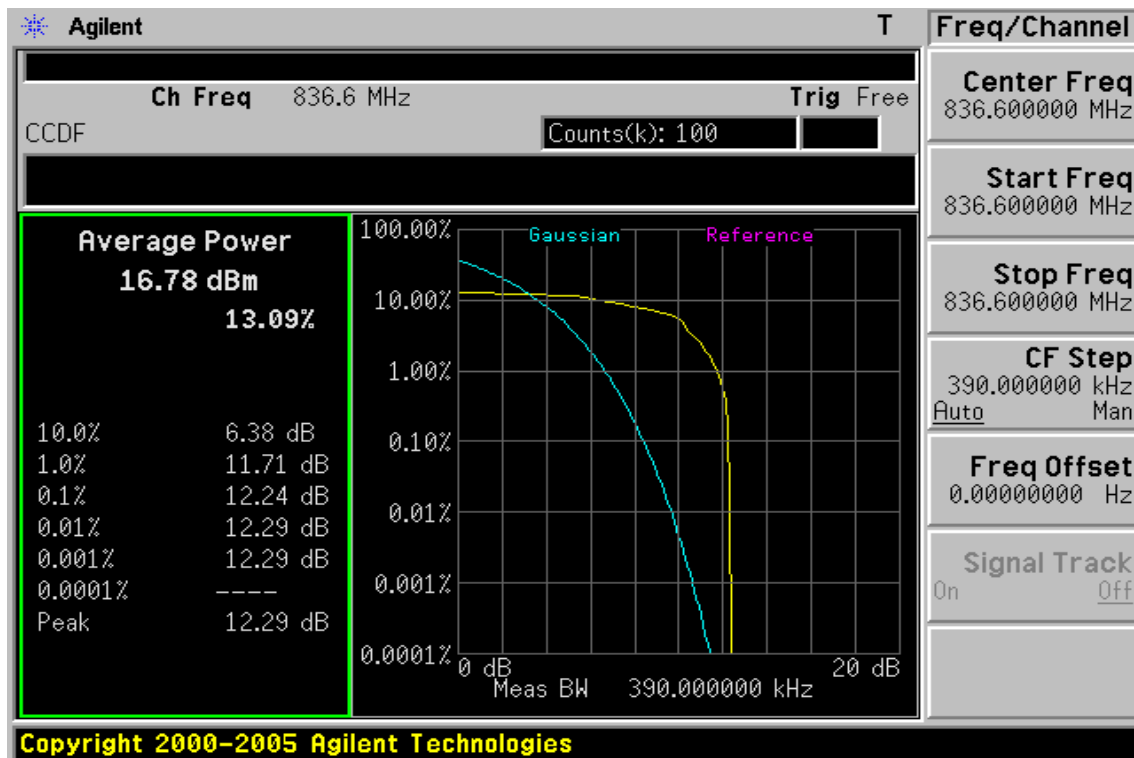 Agilent T Freq/Channel
Ch Freq 836.6 MHz Trig Free
CCDF Counts(k): 100
Average Power
16.78 dBm
13.09%
10.0% 6.38 dB
1.0% 11.71 dB
0.1% 12.24 dB
0.01% 12.29 dB
0.001% 12.29 dB
0.0001% ----
Peak 12.29 dB
Gaussian Reference
100.00%
10.00%
1.00%
0.10%
0.01%
0.001%
0.0001%
0 dB 20 dB
Meas BW 390.000000 kHz
Center Freq
836.600000 MHz
Start Freq
836.600000 MHz
Stop Freq
836.600000 MHz
CF Step
390.000000 kHz
Auto Man
Freq Offset
0.00000000 Hz
Signal Track
On Off
Copyright 2000-2005 Agilent Technologies